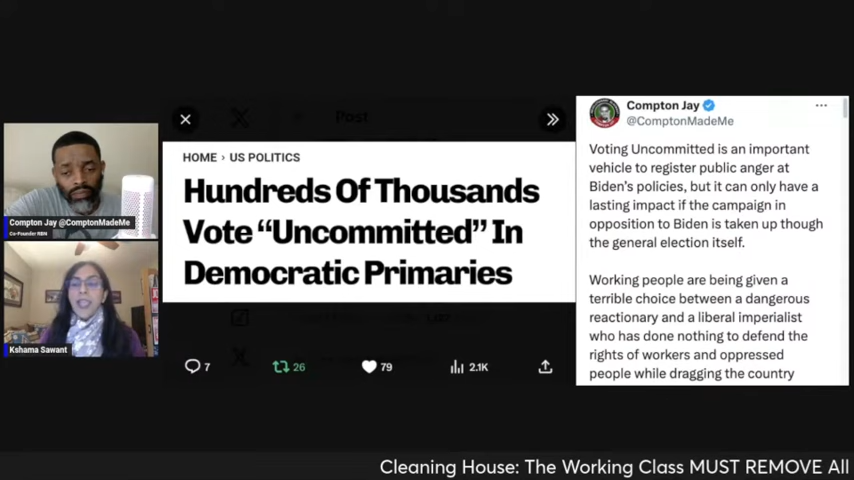 Compton Jay @ComptonMadeMe
Co-Founder RBN
Kshama Sawant
Post
HOME › US POLITICS
Hundreds Of Thousands
Vote “Uncommitted” In
Democratic Primaries
7
26
79
2.1K
Compton Jay
@ComptonMadeMe
Voting Uncommitted is an important
vehicle to register public anger at
Biden’s policies, but it can only have a
lasting impact if the campaign in
opposition to Biden is taken up though
the general election itself.
Working people are being given a
terrible choice between a dangerous
reactionary and a liberal imperialist
who has done nothing to defend the
rights of workers and oppressed
people while dragging the country
Cleaning House: The Working Class MUST REMOVE All